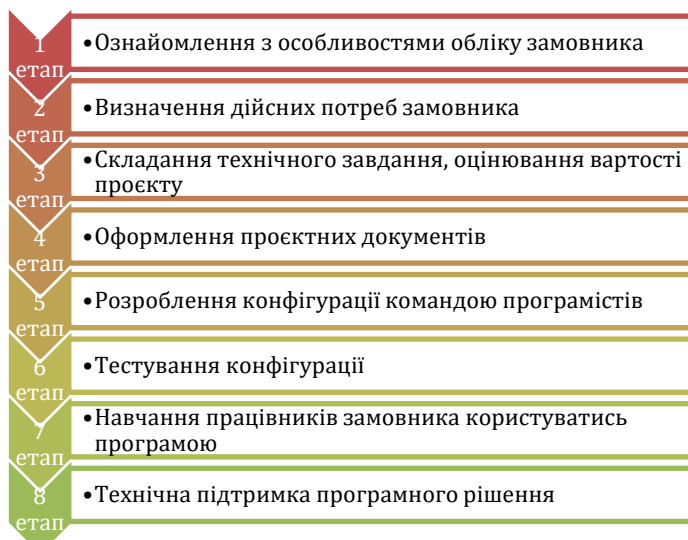 1
етап
•Ознайомлення з особливостями обліку замовника
2
етап
•Визначення дійсних потреб замовника
3
етап
•Складання технічного завдання, оцінювання вартості
проєкту
4
етап
•Оформлення проєктних документів
5
етап
•Розроблення конфігурації командою програмістів
6
етап
•Тестування конфігурації
7
етап
•Навчання працівників замовника користуватись
програмою
8
етап
•Технічна підтримка програмного рішення